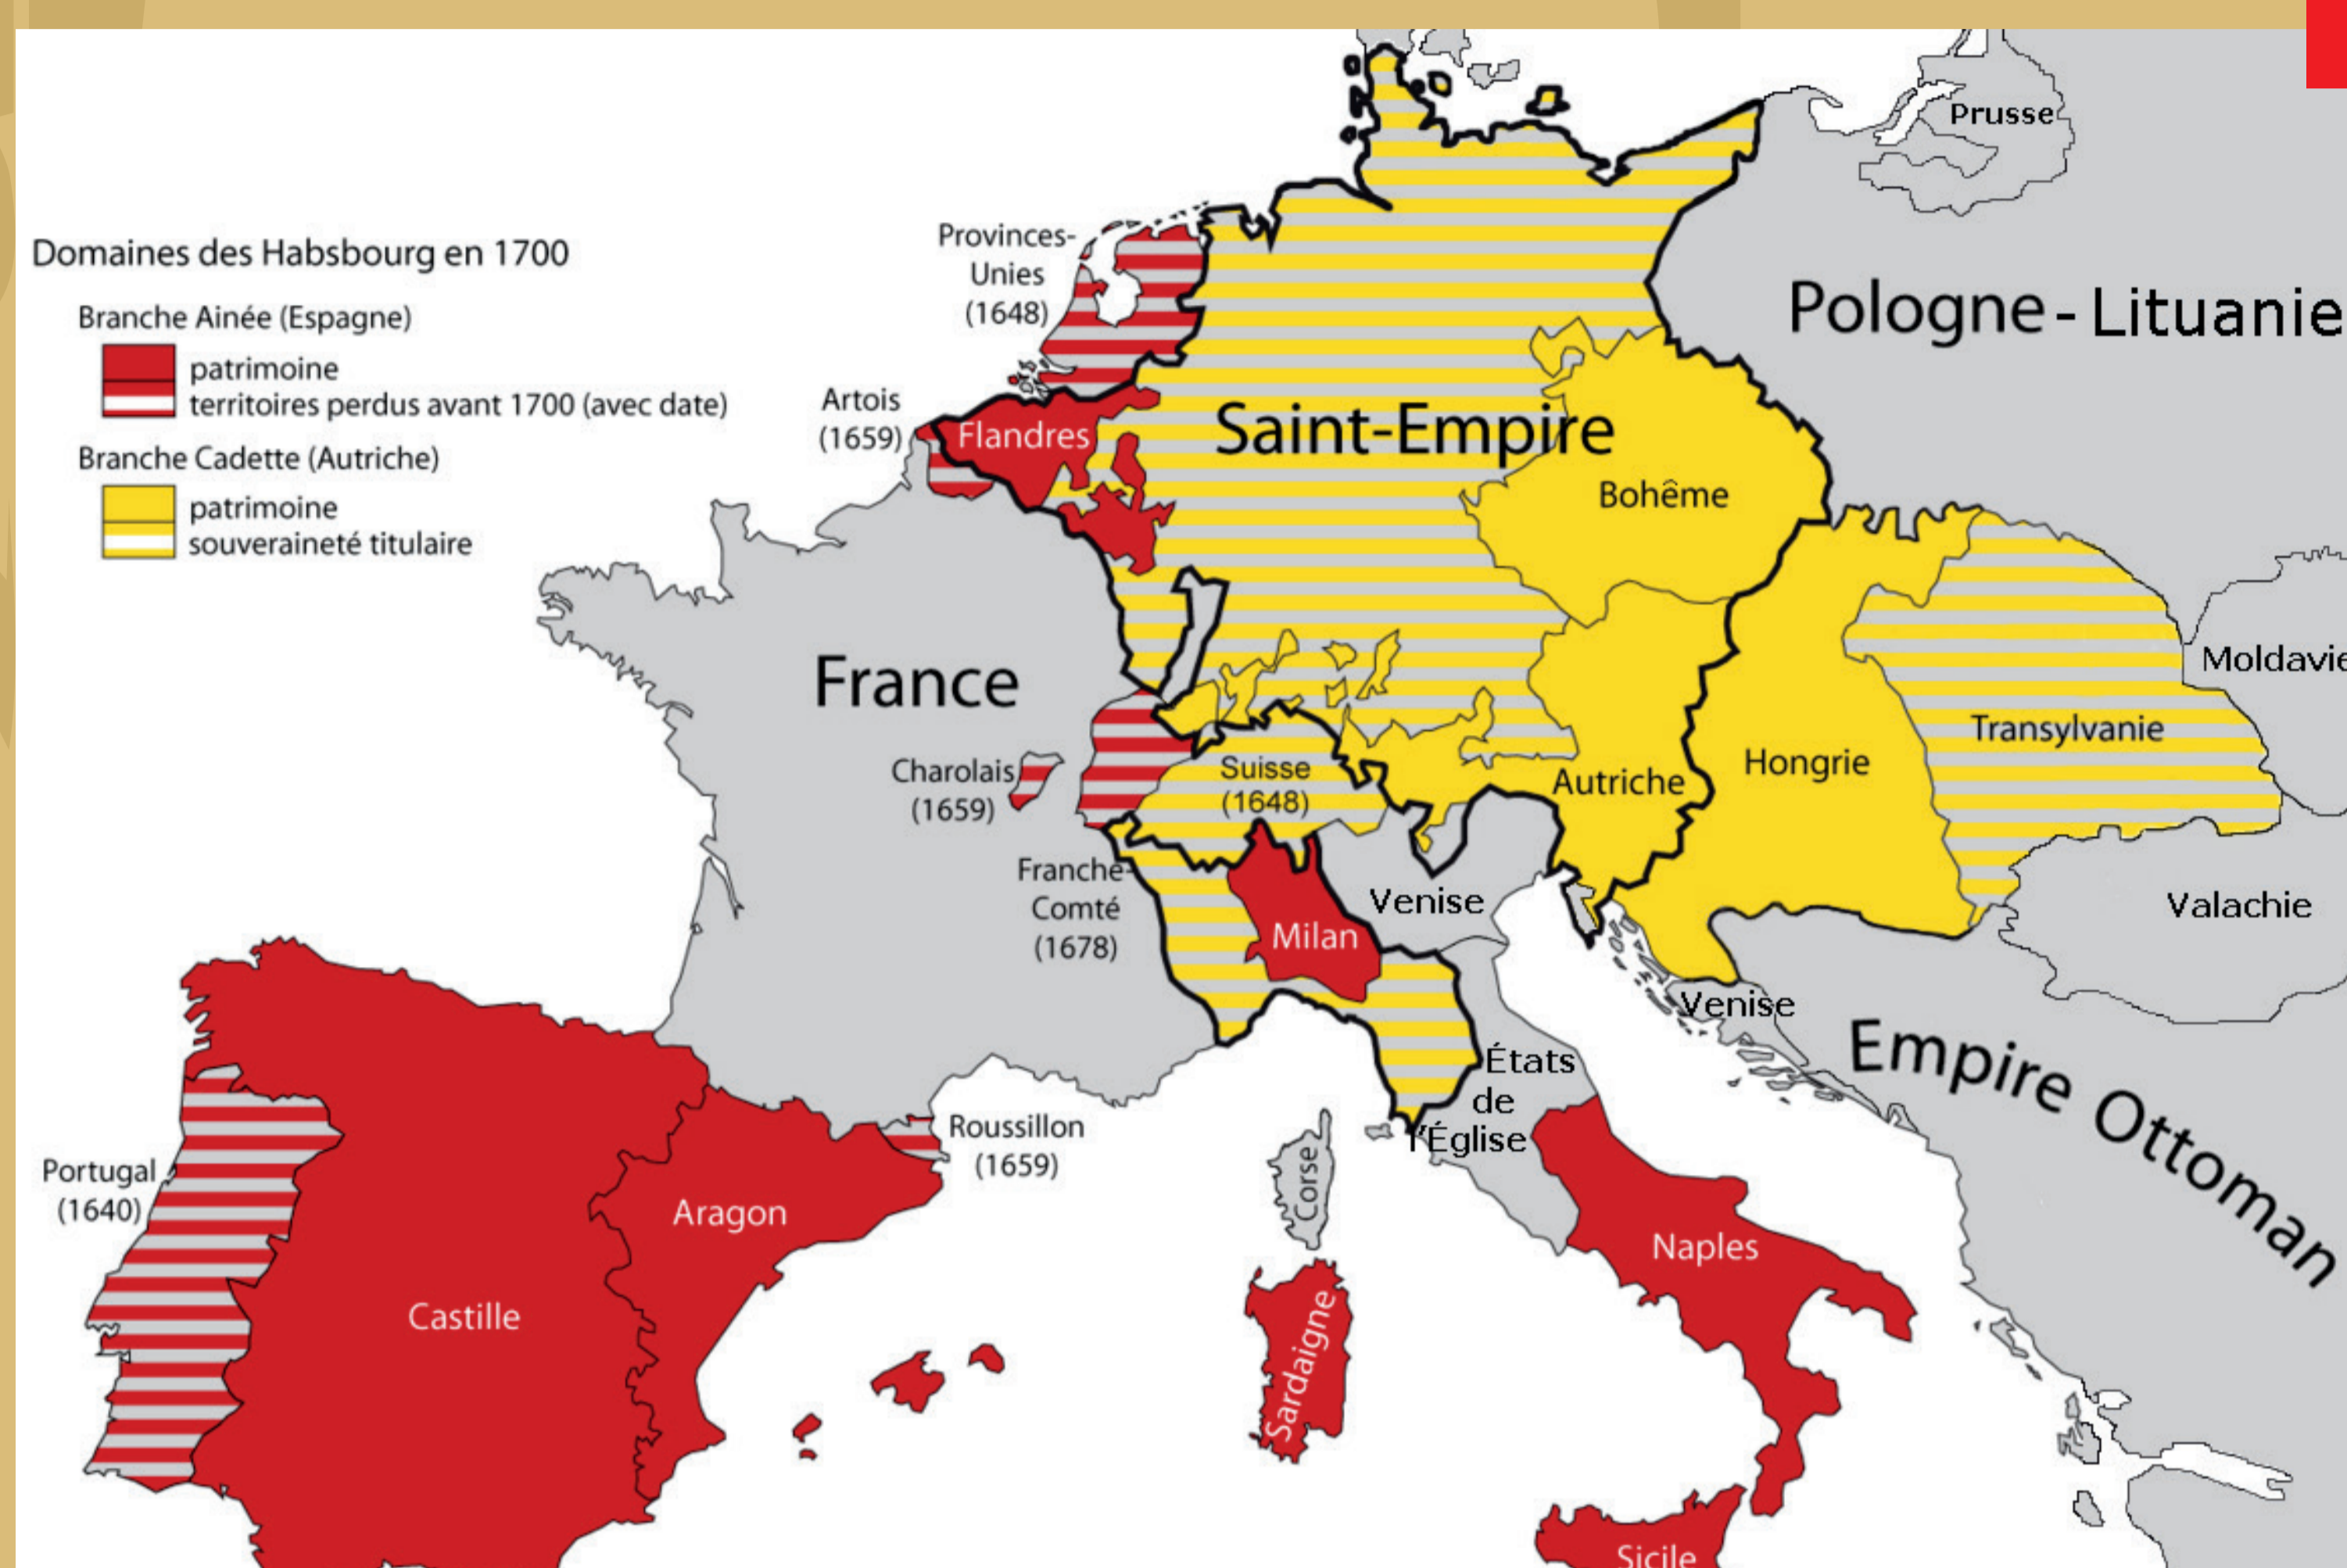 Domaines des Habsbourg en 1700
Branche Ainée (Espagne)
patrimoine
territoires perdus avant 1700 (avec date)
Branche Cadette (Autriche)
patrimoine
souveraineté titulaire
Prusse
Provinces-
Unies
(1648)
Pologne - Lituanie
Artois
(1659)
Flandres
Saint-Empire
Bohême
France
Moldavie
Transylvanie
Charolais
(1659)
Suisse
(1648)
Autriche
Hongrie
Franche-
Comté
(1678)
Milan
Venise
Valachie
Venise
Empire Ottoman
États
de
l'Église
Roussillon
(1659)
Portugal
(1640)
Corse
Aragon
Naples
Castille
Sardaigne
Sicile